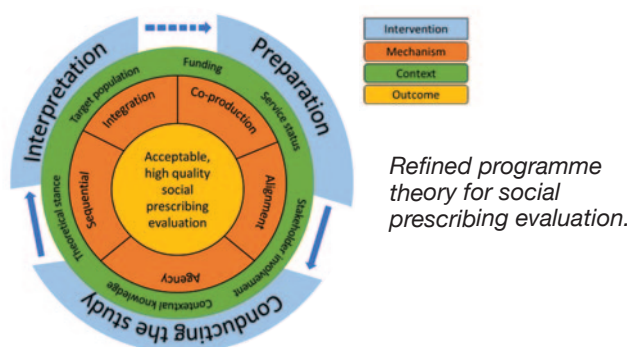 Interpretation
Preparation
Conducting the study
Target population
Funding
Service status
Stakeholder involvement
Contextual knowledge
Theoretical stance
Integration
Co-production
Alignment
Agency
Sequential
Acceptable,
high quality
social
prescribing
evaluation
Intervention
Mechanism
Context
Outcome
Refined programme
theory for social
prescribing evaluation.